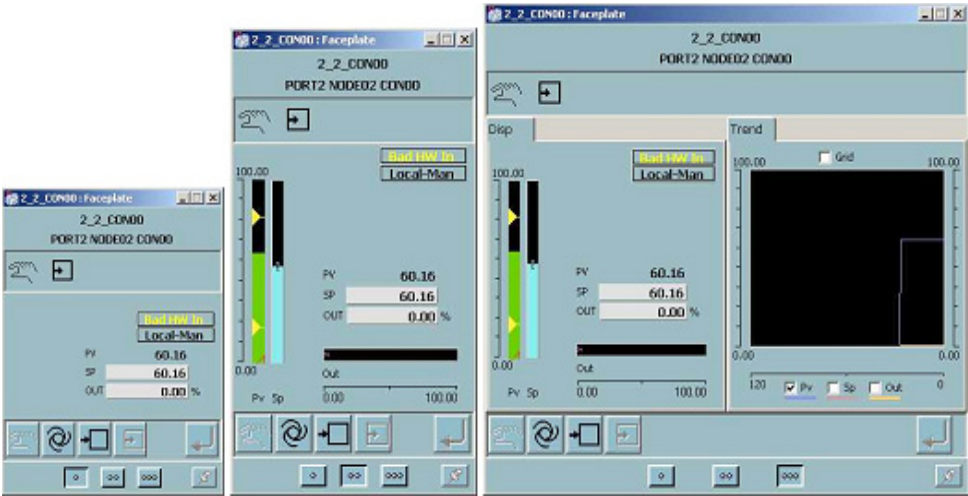 2_2_CON00 : Faceplate
2_2_CON00
PORT2 NODE02 CON00
Bad HW In
Local-Man
PV 60.16
SP 60.16
OUT 0.00 %
2_2_CON00 : Faceplate
2_2_CON00
PORT2 NODE02 CON00
Bad HW In
Local-Man
100.00
PV 60.16
SP 60.16
OUT 0.00 %
0.00
Out
Pv Sp
0.00 100.00
2_2_CON00 : Faceplate
2_2_CON00
PORT2 NODE02 CON00
Disp
Bad HW In
Local-Man
100.00
PV 60.16
SP 60.16
OUT 0.00 %
0.00
Out
Pv Sp
0.00 100.00
Trend
Grid
100.00 100.00
0.00 0.00
120 Pv Sp Out 0